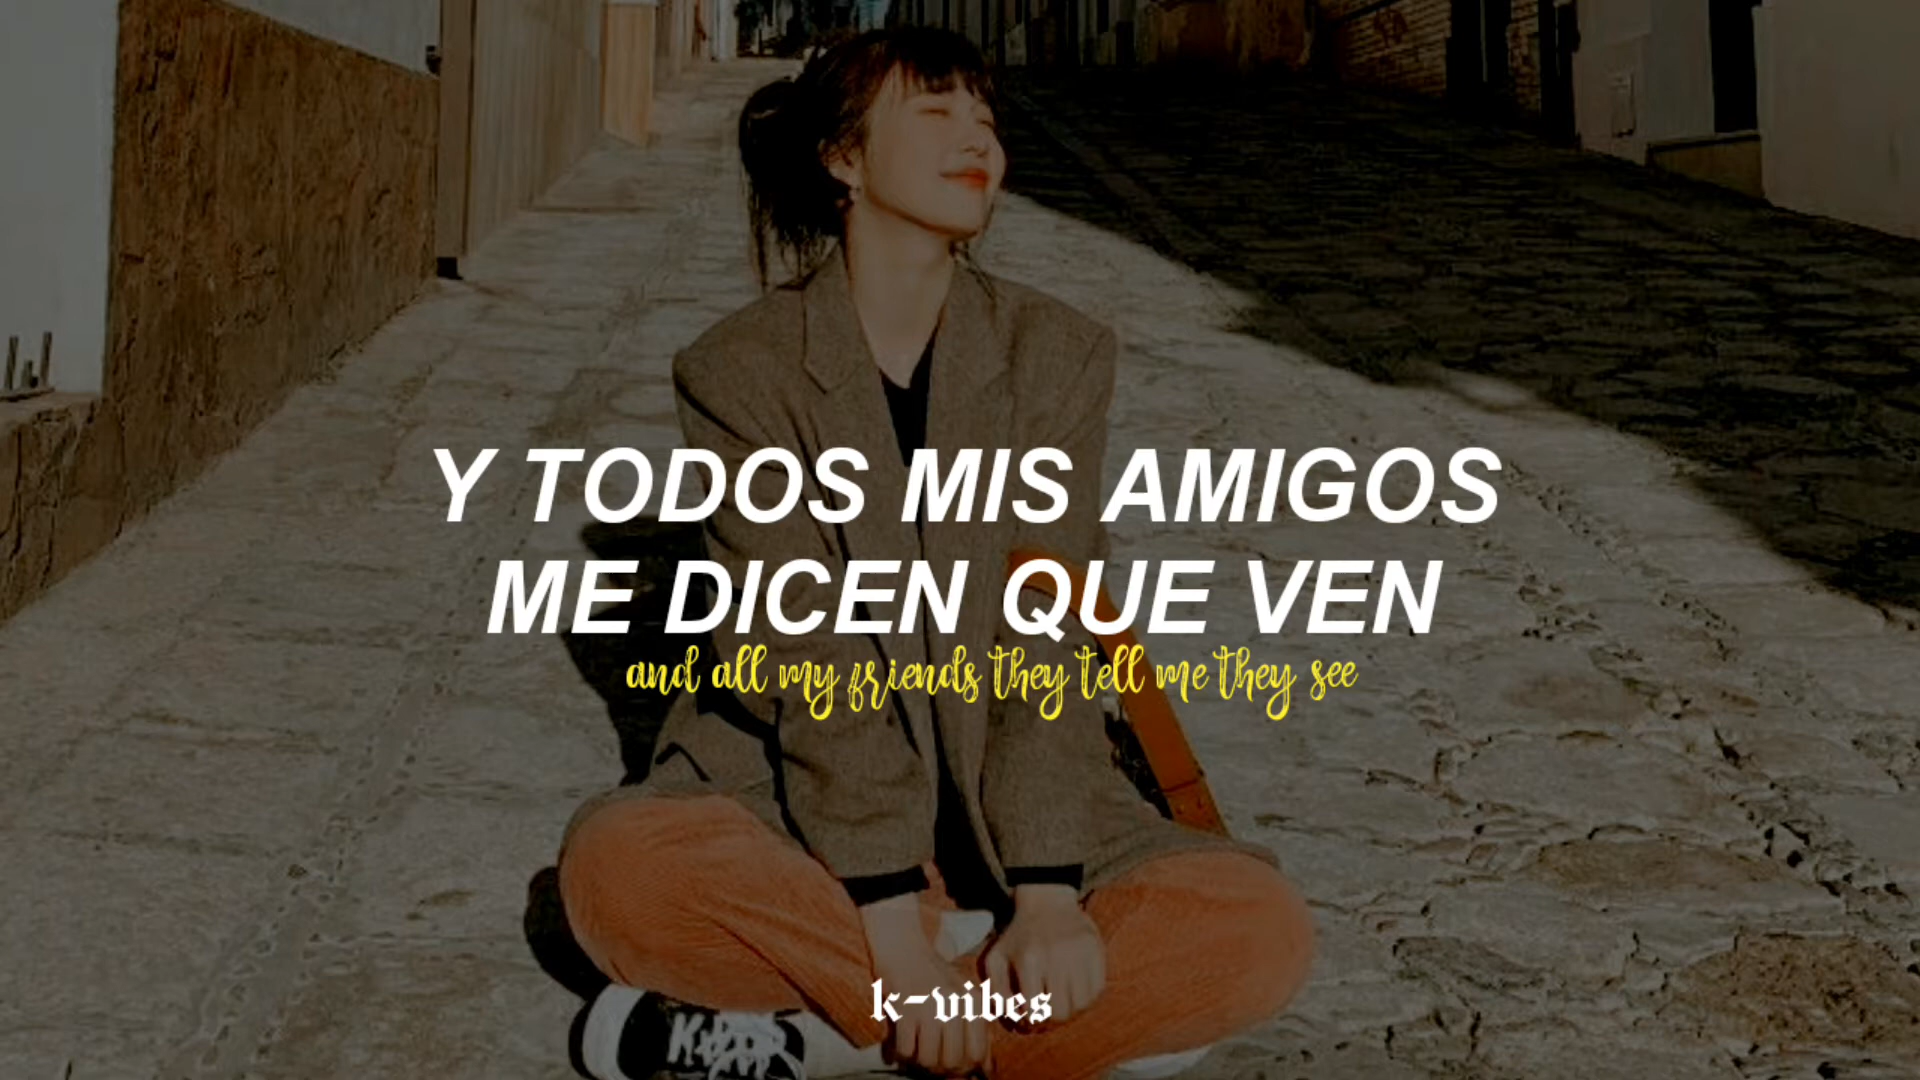 Y TODOS MIS AMIGOS
ME DICEN QUE VEN
and all my friends they tell me they see
k-vibes